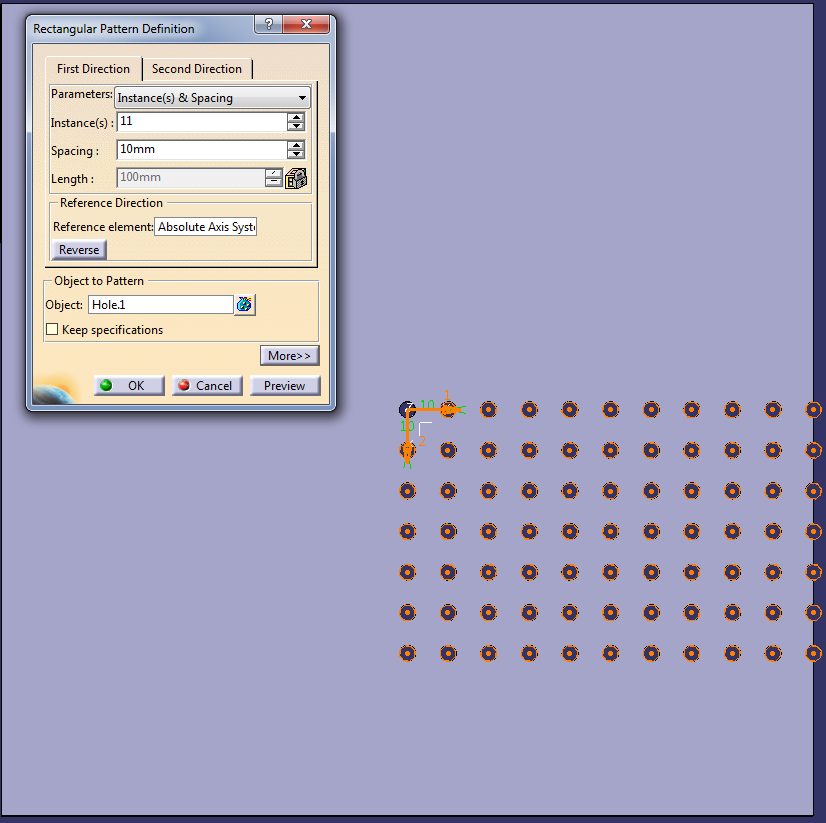 Rectangular Pattern Definition
First Direction Second Direction
Parameters: Instance(s) & Spacing
Instance(s) : 11
Spacing : 10mm
Length : 100mm
Reference Direction
Reference element: Absolute Axis Syst
Reverse
Object to Pattern
Object: Hole.1
Keep specifications
More>>
OK Cancel Preview
1
10
10
2